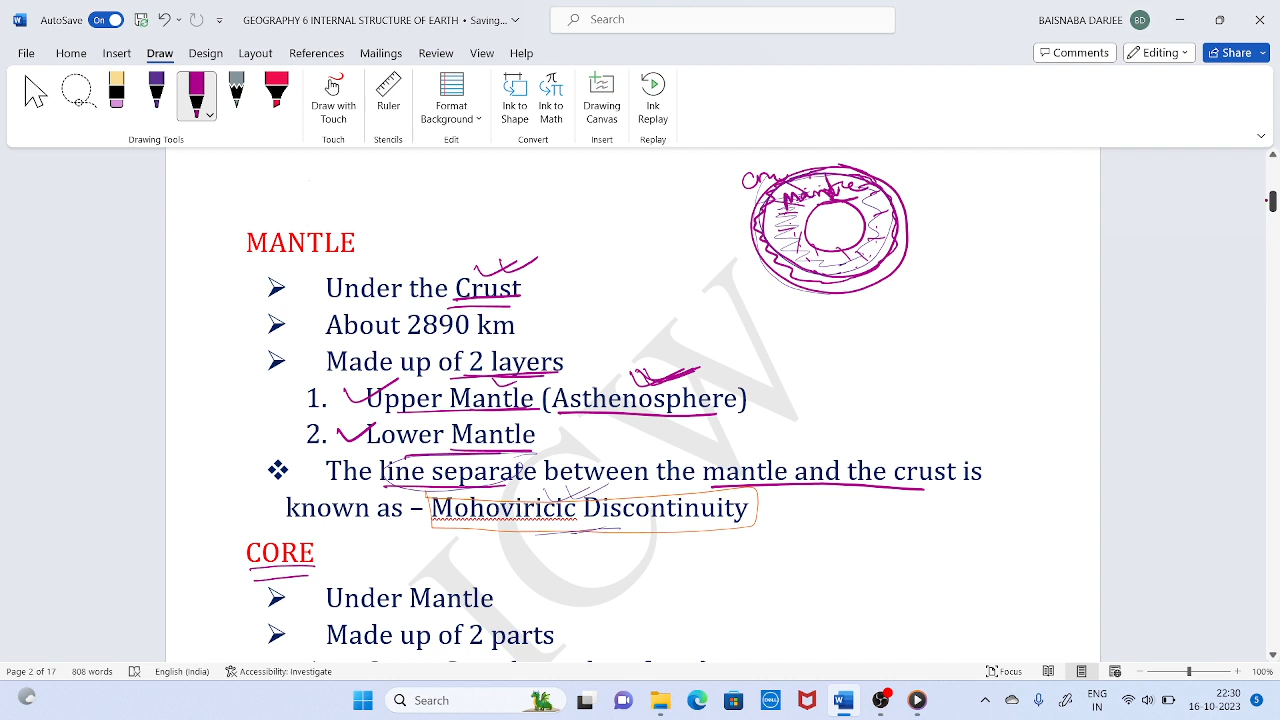 AutoSave On GEOGRAPHY 6 INTERNAL STRUCTURE OF EARTH • Saving... Search BAISNABA DARJEE BD
File Home Insert Draw Design Layout References Mailings Review View Help Comments Editing Share
Draw with Touch Ruler Format Background Ink to Shape Ink to Math Drawing Canvas Ink Replay
Drawing Tools Touch Stencils Edit Convert Insert Replay
MANTLE
➢ Under the Crust
➢ About 2890 km
➢ Made up of 2 layers
1. Upper Mantle (Asthenosphere)
2. Lower Mantle
❖ The line separate between the mantle and the crust is
known as – Mohoviricic Discontinuity
CORE
➢ Under Mantle
➢ Made up of 2 parts
ICW
Page 2 of 17 808 words English (India) Accessibility: Investigate Focus 100%
Search ENG IN 22:30 16-10-2023 5